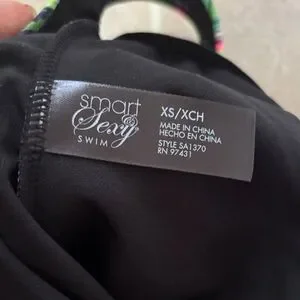 smart
& Sexy
SWIM
XS/XCH
MADE IN CHINA
HECHO EN CHINA
STYLE SA1370
RN 97431